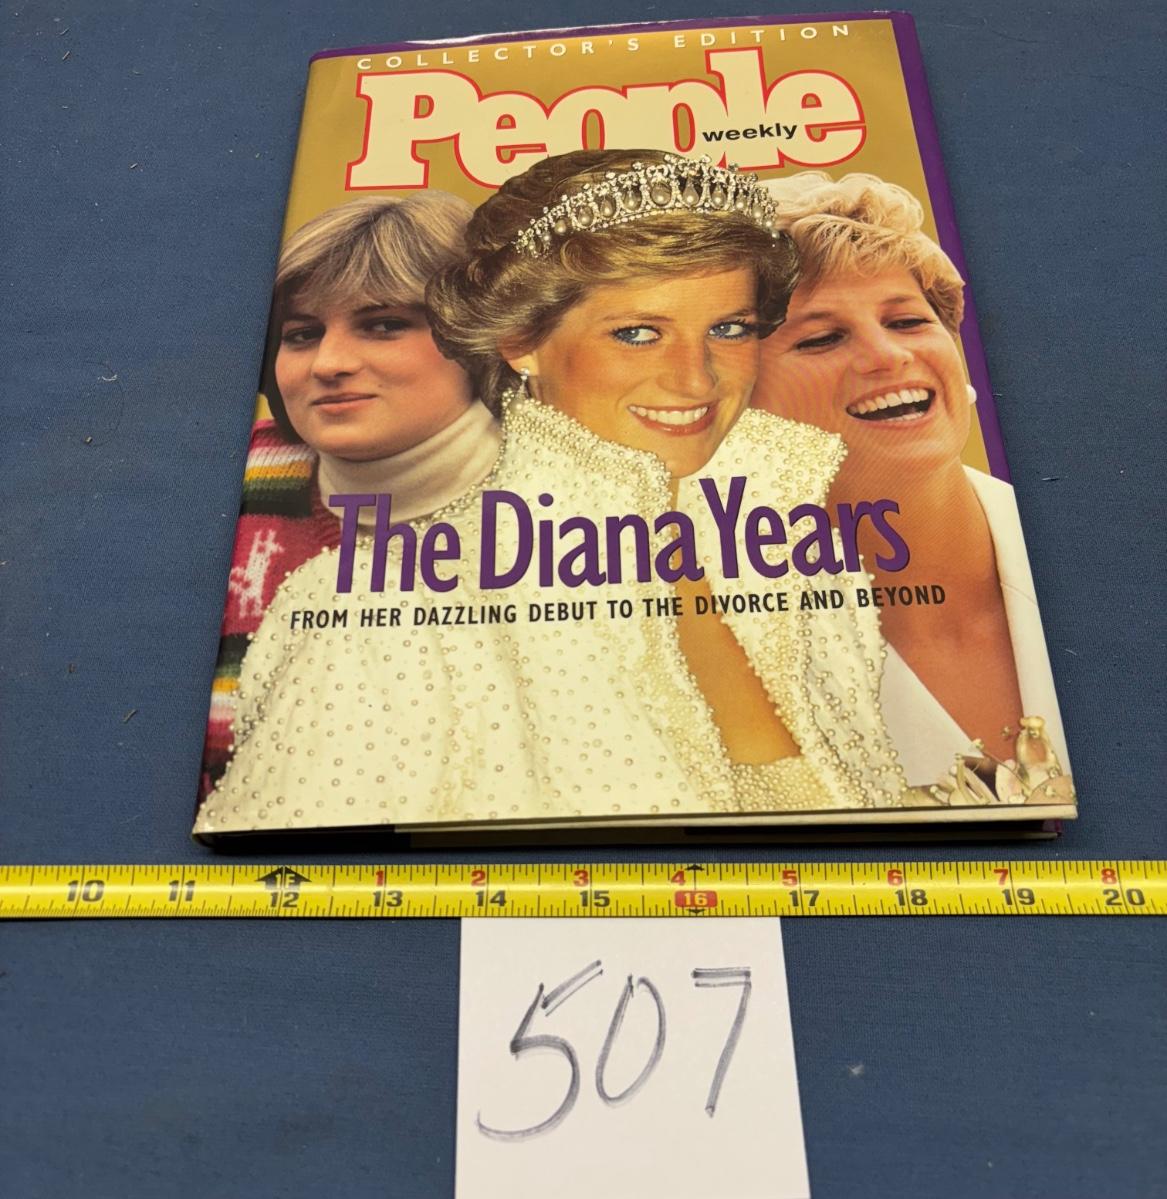 COLLECTOR'S EDITION
People
weekly
The Diana Years
FROM HER DAZZLING DEBUT TO THE DIVORCE AND BEYOND
1F 1 2 3 4 5 6 7 8
10 11 12 13 14 15 16 17 18 19 20
507